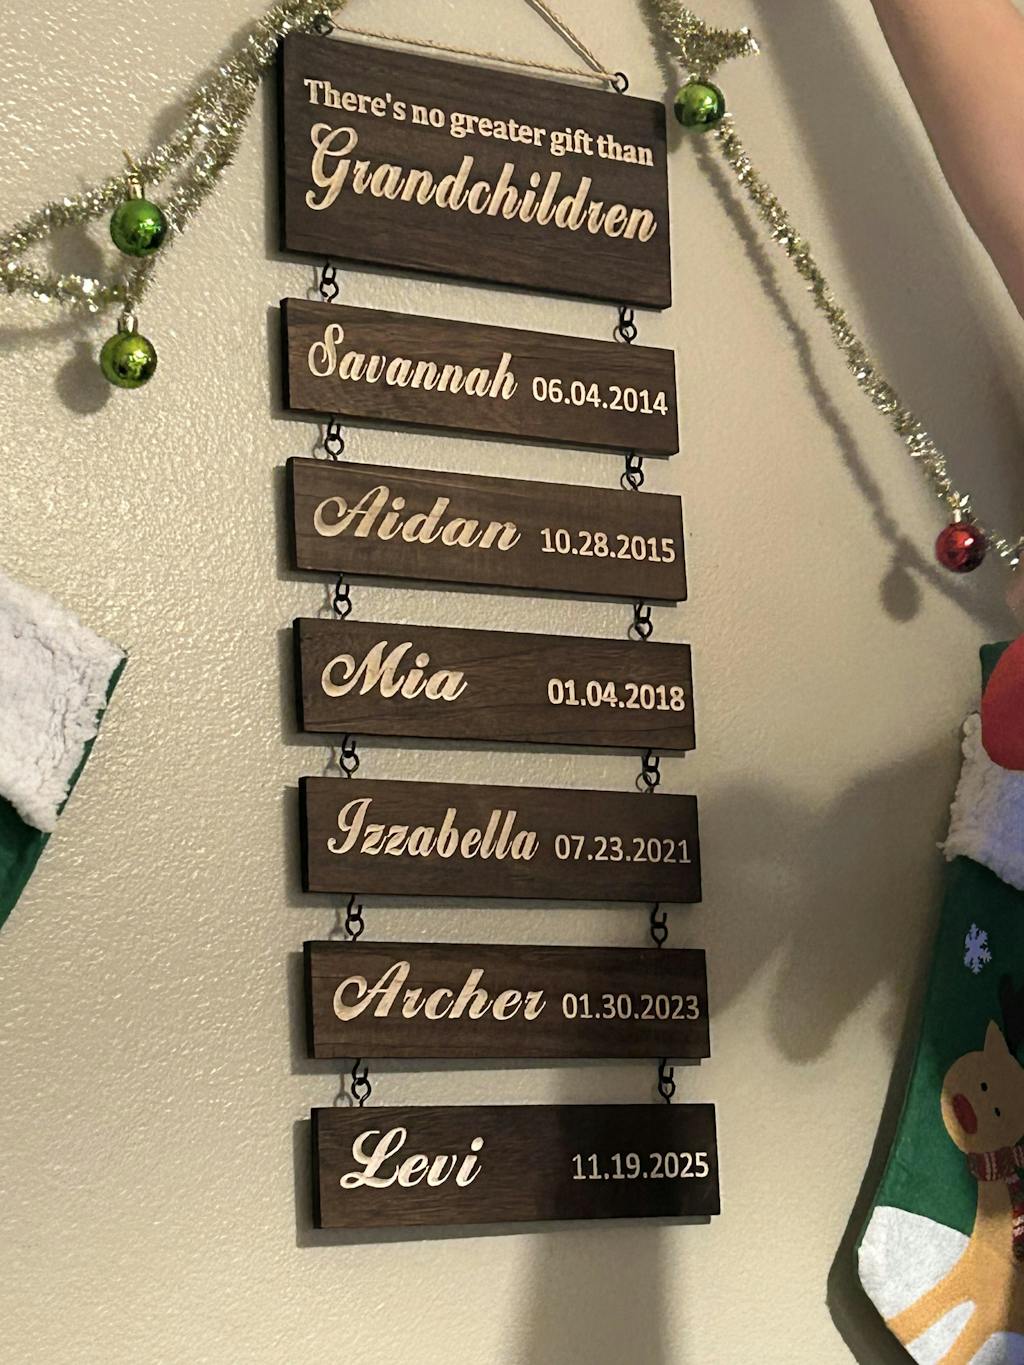 There's no greater gift than
Grandchildren
Savannah 06.04.2014
Aidan 10.28.2015
Mia 01.04.2018
Izzabella 07.23.2021
Archer 01.30.2023
Levi 11.19.2025